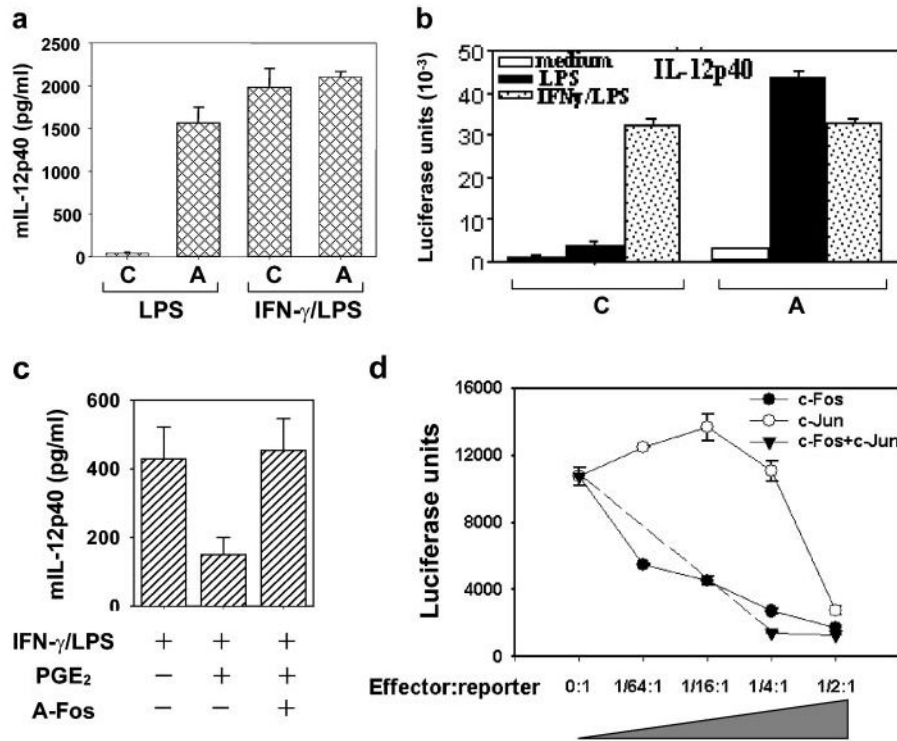 a
mIL-12p40 (pg/ml)
2500
2000
1500
1000
500
0
C A C A
LPS IFN-γ/LPS
b
Luciferase units (10⁻³)
50
40
30
20
10
0
medium
LPS
IFNγ/LPS
IL-12p40
C A
c
mIL-12p40 (pg/ml)
600
400
200
0
IFN-γ/LPS + + +
PGE₂ − + +
A-Fos − − +
d
Luciferase units
16000
12000
8000
4000
0
c-Fos
c-Jun
c-Fos+c-Jun
Effector:reporter 0:1 1/64:1 1/16:1 1/4:1 1/2:1